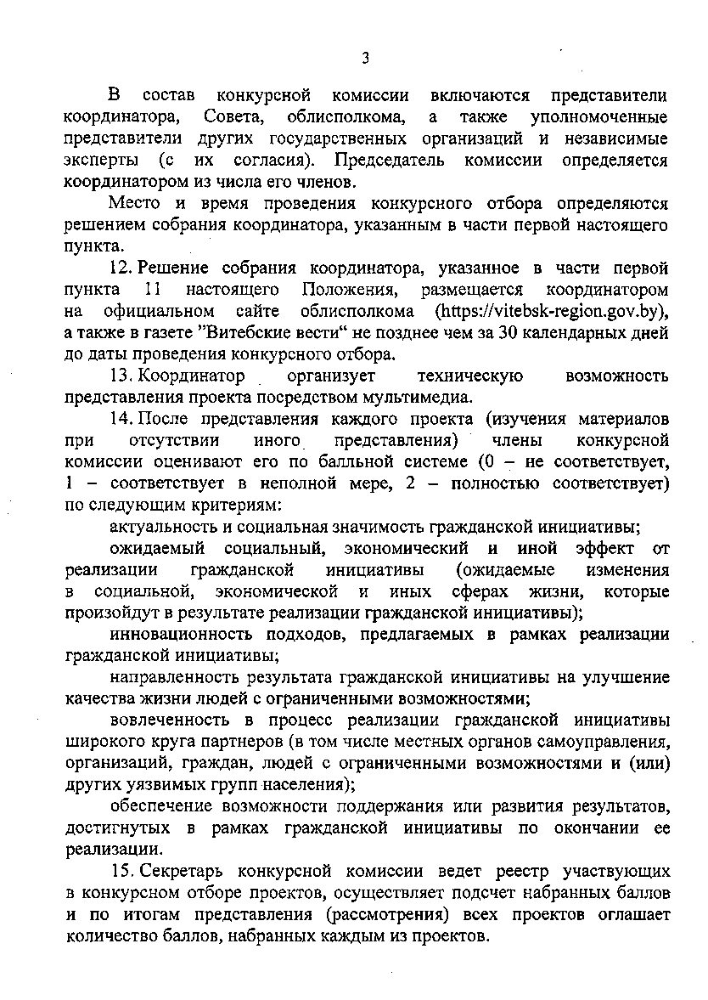 3
В состав конкурсной комиссии включаются представители
координатора, Совета, облисполкома, а также уполномоченные
представители других государственных организаций и независимые
эксперты (с их согласия). Председатель комиссии определяется
координатором из числа его членов.
Место и время проведения конкурсного отбора определяются
решением собрания координатора, указанным в части первой настоящего
пункта.
12. Решение собрания координатора, указанное в части первой
пункта 11 настоящего Положения, размещается координатором
на официальном сайте облисполкома (https://vitebsk-region.gov.by),
а также в газете ”Витебские вести“ не позднее чем за 30 календарных дней
до даты проведения конкурсного отбора.
13. Координатор организует техническую возможность
представления проекта посредством мультимедиа.
14. После представления каждого проекта (изучения материалов
при отсутствии иного представления) члены конкурсной
комиссии оценивают его по балльной системе (0 – не соответствует,
1 – соответствует в неполной мере, 2 – полностью соответствует)
по следующим критериям:
актуальность и социальная значимость гражданской инициативы;
ожидаемый социальный, экономический и иной эффект от
реализации гражданской инициативы (ожидаемые изменения
в социальной, экономической и иных сферах жизни, которые
произойдут в результате реализации гражданской инициативы);
инновационность подходов, предлагаемых в рамках реализации
гражданской инициативы;
направленность результата гражданской инициативы на улучшение
качества жизни людей с ограниченными возможностями;
вовлеченность в процесс реализации гражданской инициативы
широкого круга партнеров (в том числе местных органов самоуправления,
организаций, граждан, людей с ограниченными возможностями и (или)
других уязвимых групп населения);
обеспечение возможности поддержания или развития результатов,
достигнутых в рамках гражданской инициативы по окончании ее
реализации.
15. Секретарь конкурсной комиссии ведет реестр участвующих
в конкурсном отборе проектов, осуществляет подсчет набранных баллов
и по итогам представления (рассмотрения) всех проектов оглашает
количество баллов, набранных каждым из проектов.